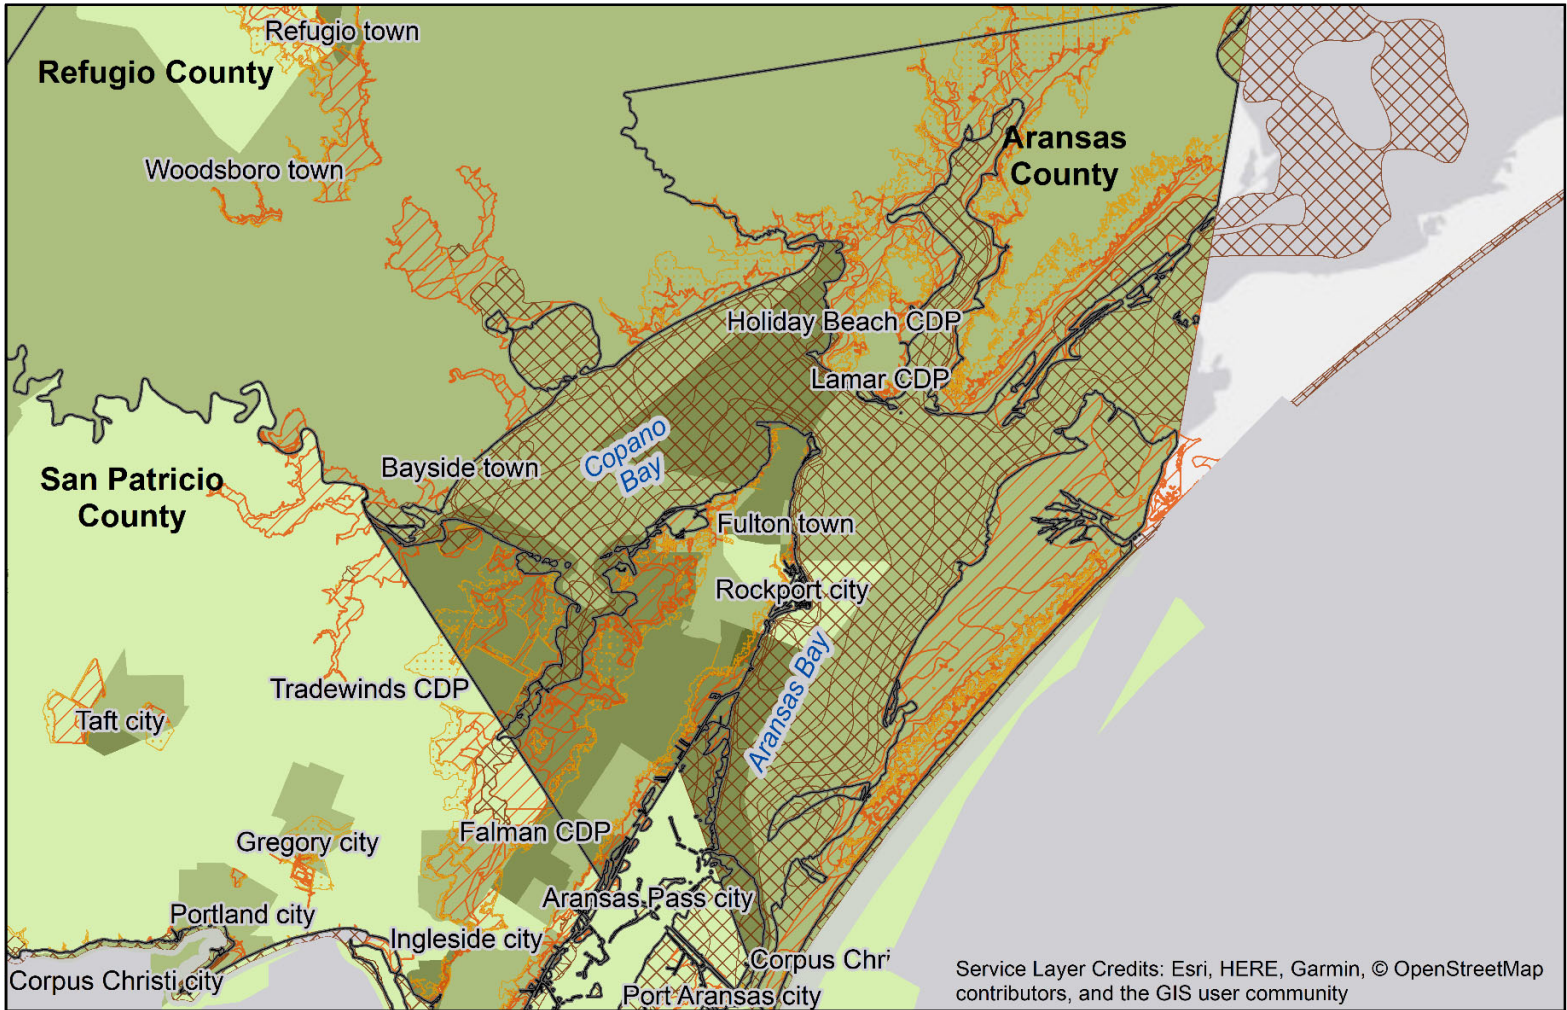 Refugio town
Refugio County
Aransas
County
Woodsboro town
Holiday Beach CDP
Lamar CDP
Copano
Bay
Bayside town
San Patricio
County
Fulton town
Rockport city
Aransas Bay
Tradewinds CDP
Taft city
Falman CDP
Gregory city
Aransas Pass city
Portland city
Ingleside city
Corpus Chr
Corpus Christi city
Port Aransas city
Service Layer Credits: Esri, HERE, Garmin, © OpenStreetMap
contributors, and the GIS user community